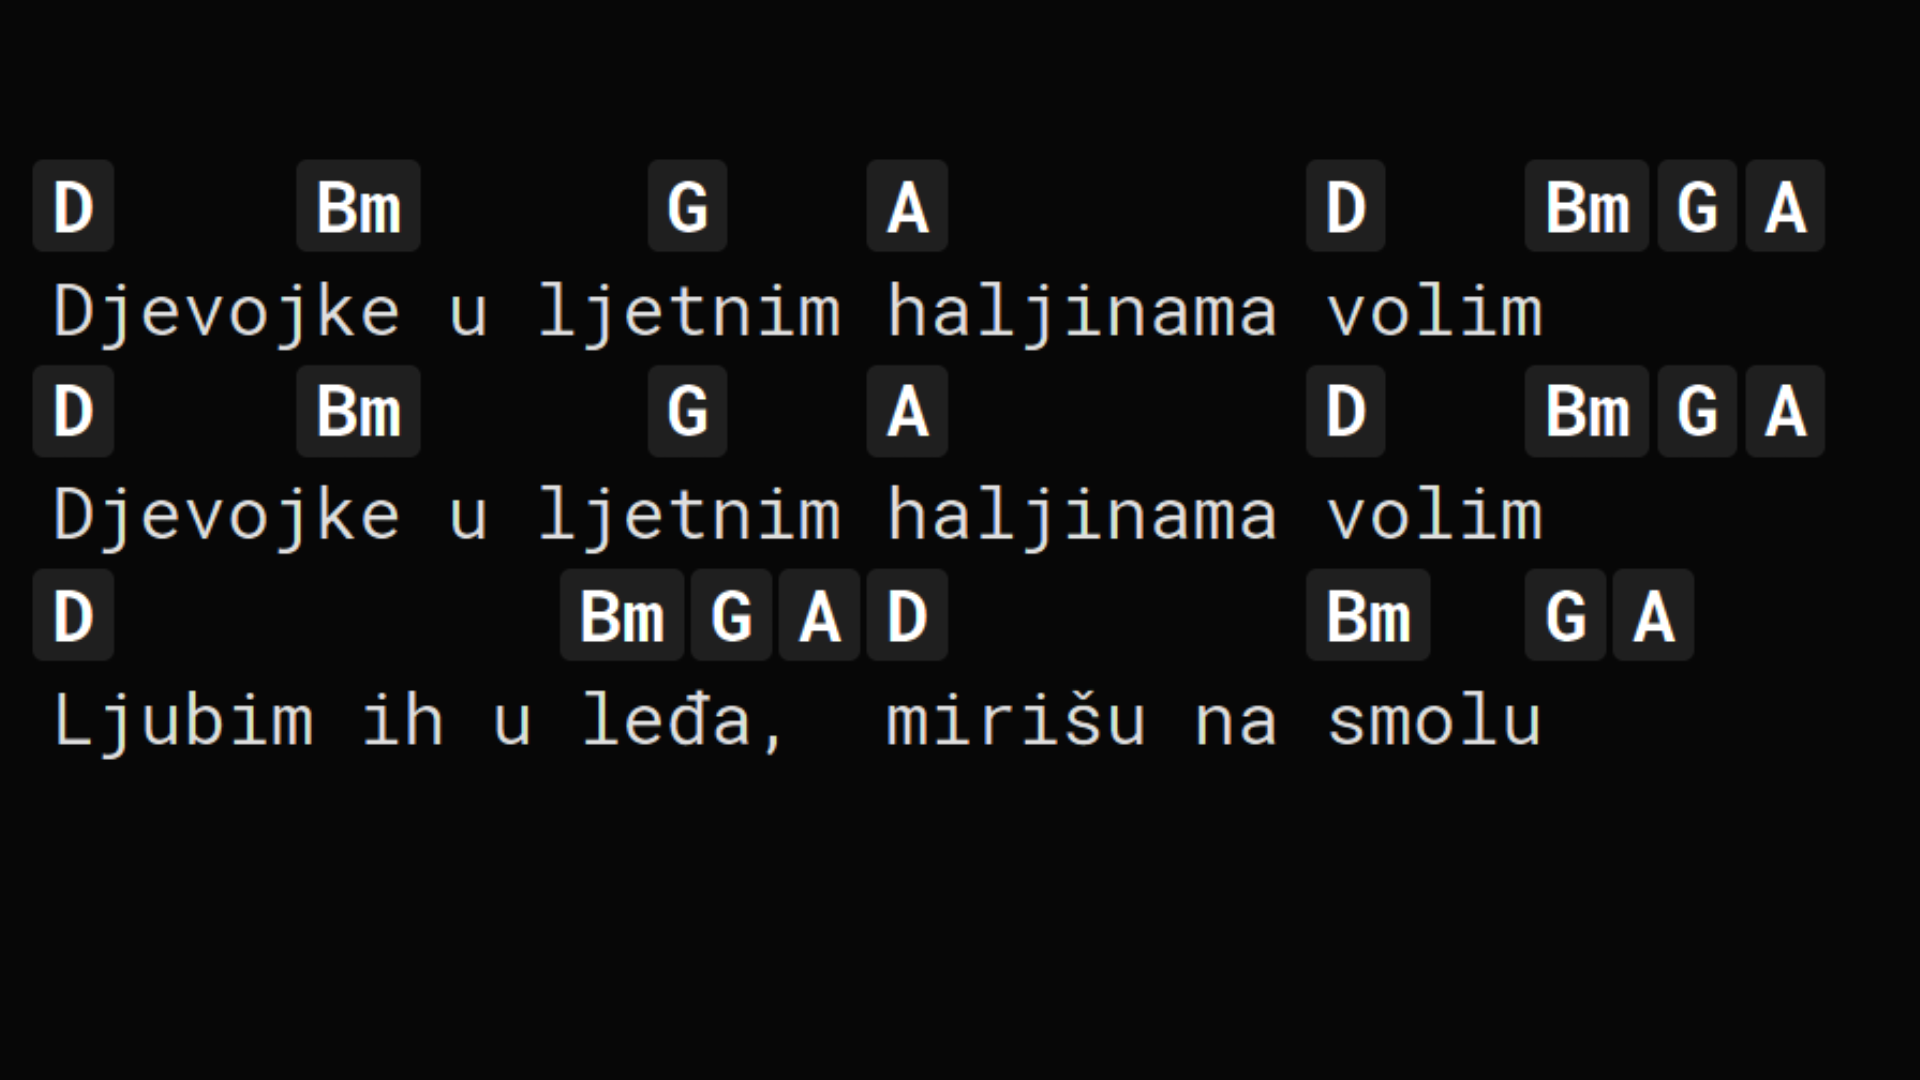 D     Bm      G    A         D    Bm G A
Djevojke u ljetnim haljinama volim
D     Bm      G    A         D    Bm G A
Djevojke u ljetnim haljinama volim
D           Bm G A D         Bm   G A
Ljubim ih u leđa,  mirišu na smolu